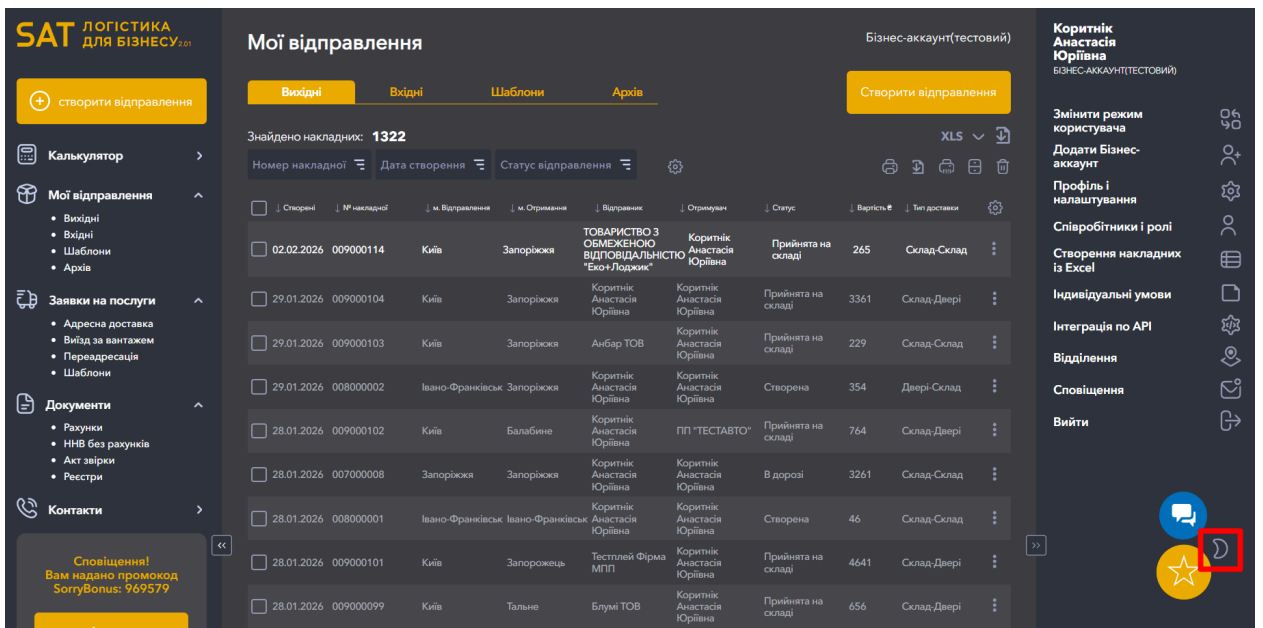 SAT ЛОГІСТИКА
ДЛЯ БІЗНЕСУ 2.01
створити відправлення
Калькулятор
Мої відправлення
Вихідні
Вхідні
Шаблони
Архів
Заявки на послуги
Адресна доставка
Виїзд за вантажем
Переадресація
Шаблони
Документи
Рахунки
ННВ без рахунків
Акт звірки
Реєстри
Контакти
Сповіщення!
Вам надано промокод
SorryBonus: 969579
Мої відправлення
Бізнес-аккаунт(тестовий)
Вихідні Вхідні Шаблони Архів
Створити відправлення
Знайдено накладних: 1322
XLS
Номер накладної Дата створення Статус відправлення
↓ Створені ↓ № накладної ↓ м. Відправлення ↓ м. Отримання ↓ Відправник ↓ Отримувач ↓ Статус ↓ Вартість ₴ ↓ Тип доставки
02.02.2026 009000114 Київ Запоріжжя ТОВАРИСТВО З ОБМЕЖЕНОЮ ВІДПОВІДАЛЬНІСТЮ "Еко+Лоджик" Коритнік Анастасія Юріївна Прийнята на складі 265 Склад-Склад
29.01.2026 009000104 Київ Запоріжжя Коритнік Анастасія Юріївна Коритнік Анастасія Юріївна Прийнята на складі 3361 Склад-Двері
29.01.2026 009000103 Київ Запоріжжя Анбар ТОВ Коритнік Анастасія Юріївна Прийнята на складі 229 Склад-Склад
29.01.2026 008000002 Івано-Франківськ Запоріжжя Коритнік Анастасія Юріївна Коритнік Анастасія Юріївна Створена 354 Двері-Склад
28.01.2026 009000102 Київ Балабине Коритнік Анастасія Юріївна ПП "ТЕСТАВТО" Прийнята на складі 764 Склад-Двері
28.01.2026 007000008 Запоріжжя Запоріжжя Коритнік Анастасія Юріївна Коритнік Анастасія Юріївна В дорозі 3261 Склад-Склад
28.01.2026 008000001 Івано-Франківськ Івано-Франківськ Коритнік Анастасія Юріївна Коритнік Анастасія Юріївна Створена 46 Склад-Склад
28.01.2026 009000101 Київ Запорожець Тестплей Фірма МПП Коритнік Анастасія Юріївна Прийнята на складі 4641 Склад-Двері
28.01.2026 009000099 Київ Тальне Блумі ТОВ Коритнік Анастасія Юріївна Прийнята на складі 656 Склад-Двері
Коритнік
Анастасія
Юріївна
БІЗНЕС-АККАУНТ(ТЕСТОВИЙ)
Змінити режим
користувача
Додати Бізнес-
аккаунт
Профіль і
налаштування
Співробітники і ролі
Створення накладних
із Excel
Індивідуальні умови
Інтеграція по АРІ
Відділення
Сповіщення
Вийти